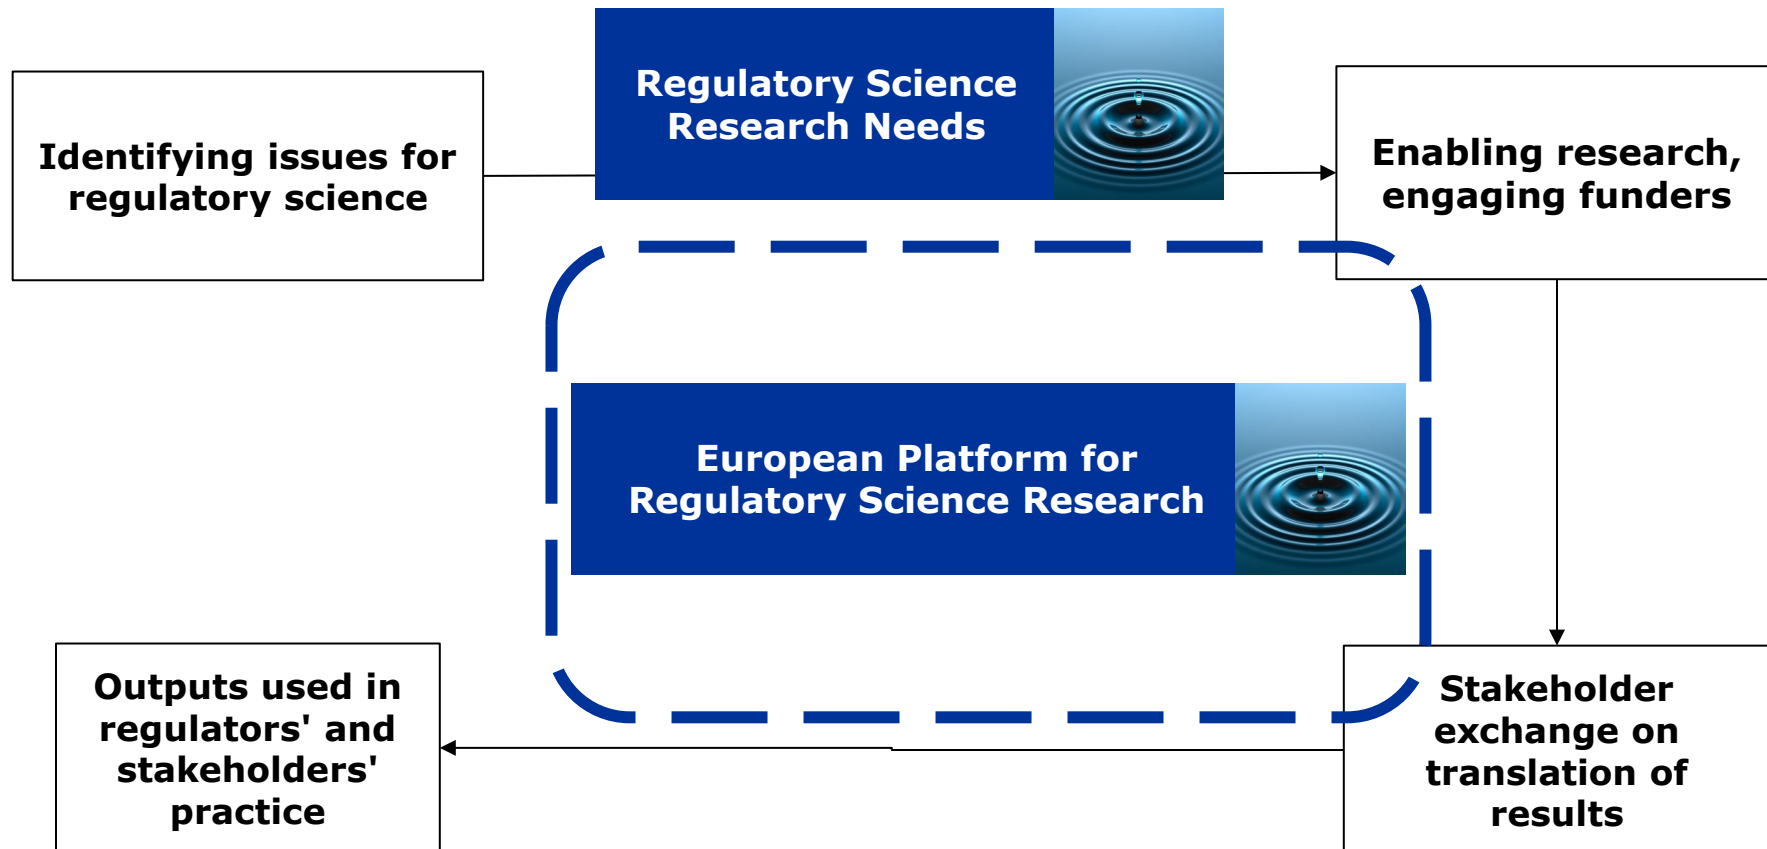 Regulatory Science
Research Needs
Identifying issues for
regulatory science
Enabling research,
engaging funders
European Platform for
Regulatory Science Research
Outputs used in
regulators' and
stakeholders'
practice
Stakeholder
exchange on
translation of
results